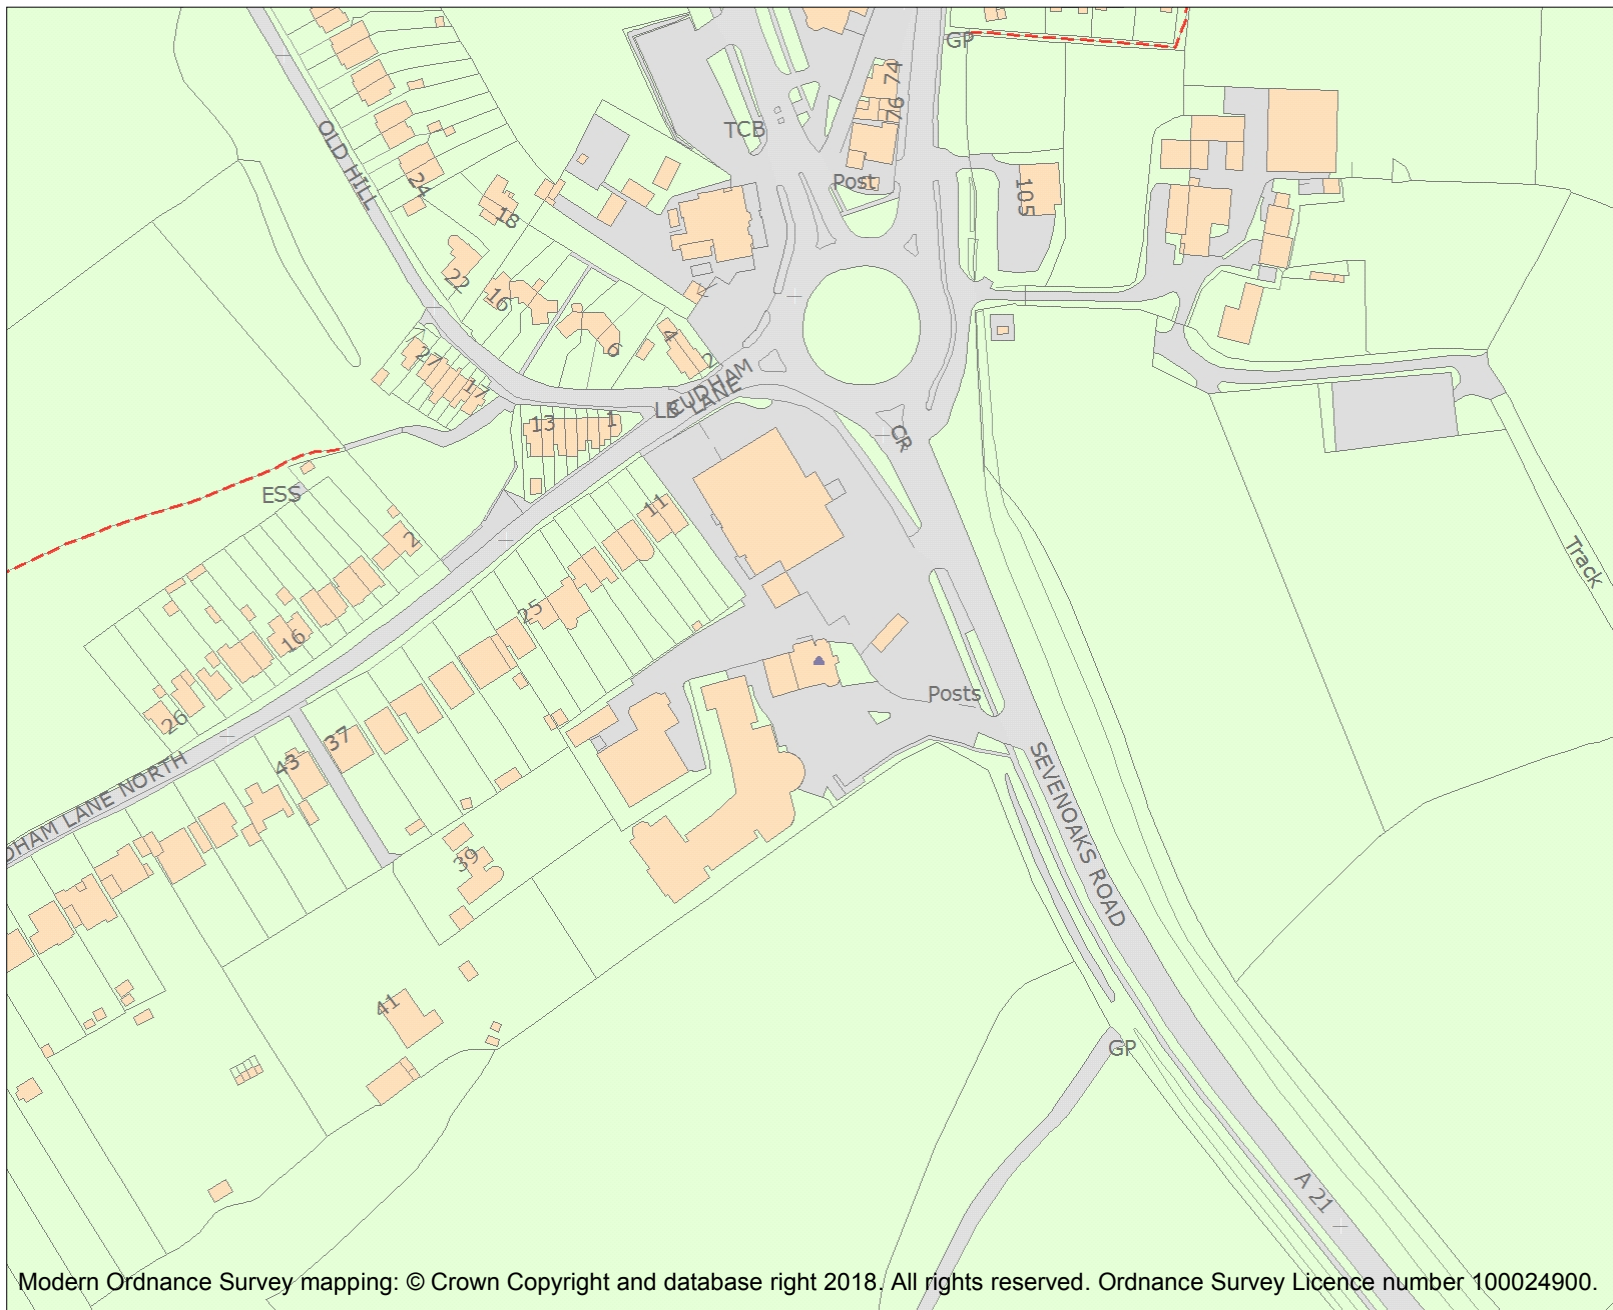 GP
74
76
TCB
OLD HILL
24
18
Post
105
22
16
27
17
4
2
6
CUDHAM
LANE
LB
13
1
CR
ESS
11
2
Track
25
16
26
Posts
37
43
DHAM LANE NORTH
SEVENOAKS ROAD
39
41
GP
A 21
Modern Ordnance Survey mapping: © Crown Copyright and database right 2018. All rights reserved. Ordnance Survey Licence number 100024900.